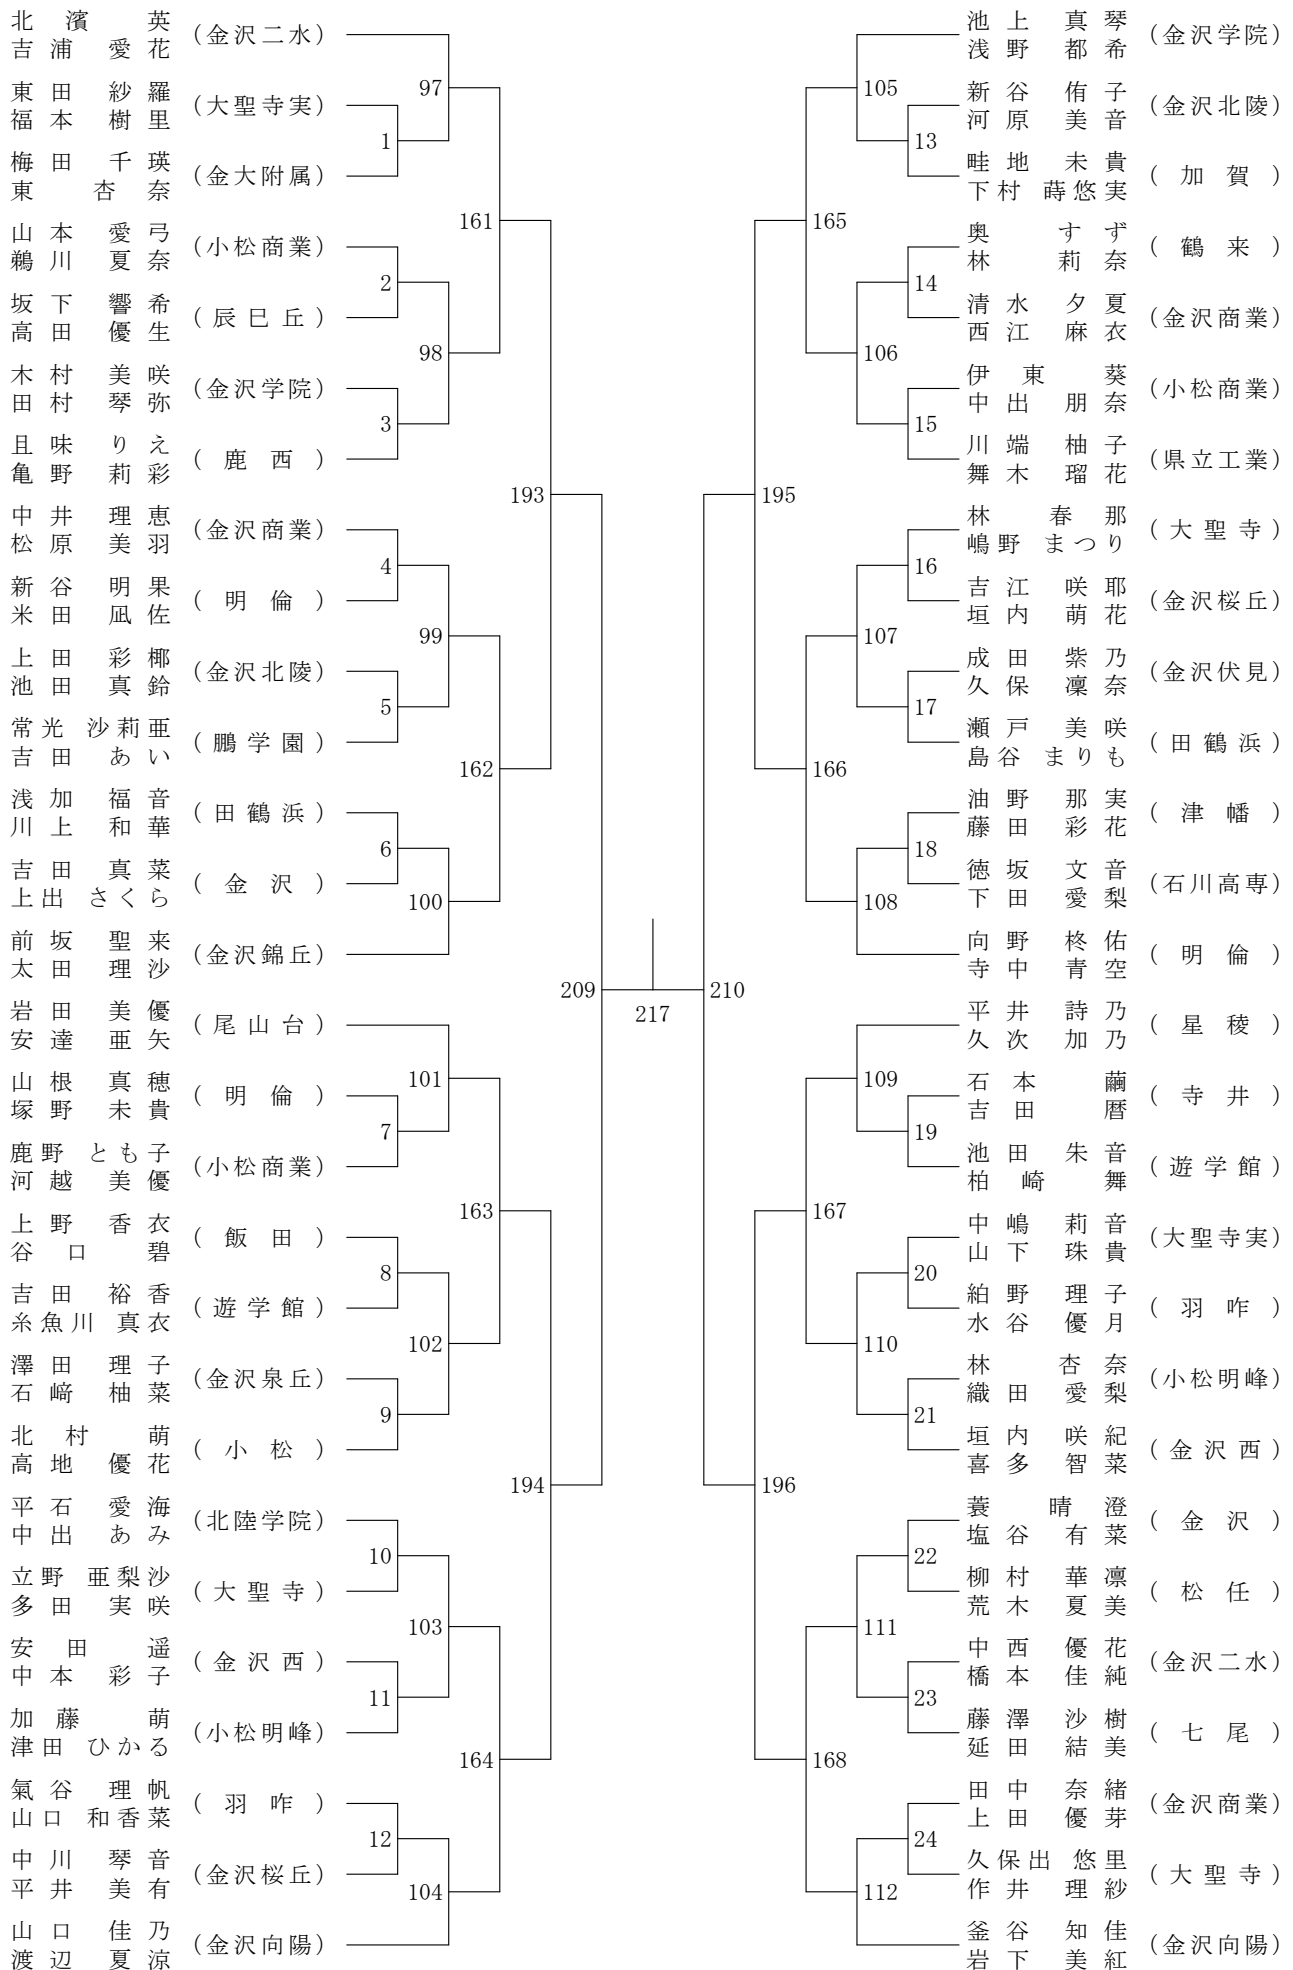 北濱 英
吉浦 愛花
(金沢二水)
東田 紗羅
福本 樹里
(大聖寺実)
梅田 千瑛
東 杏奈
(金大附属)
山本 愛弓
鵜川 夏奈
(小松商業)
坂下 響希
高田 優生
(辰巳丘)
木村 美咲
田村 琴弥
(金沢学院)
且味 りえ
亀野 莉彩
(鹿西)
中井 理恵
松原 美羽
(金沢商業)
新谷 明果
米田 凪佐
(明倫)
上田 彩椰
池田 真鈴
(金沢北陵)
常光 沙莉亜
吉田 あい
(鵬学園)
浅加 福音
川上 和華
(田鶴浜)
吉田 真菜
上出 さくら
(金沢)
前坂 聖来
太田 理沙
(金沢錦丘)
岩田 美優
安達 亜矢
(尾山台)
山根 真穂
塚野 未貴
(明倫)
鹿野 とも子
河越 美優
(小松商業)
上野 香衣
谷口 碧
(飯田)
吉田 裕香
糸魚川 真衣
(遊学館)
澤田 理子
石﨑 柚菜
(金沢泉丘)
北村 萌
高地 優花
(小松)
平石 愛海
中出 あみ
(北陸学院)
立野 亜梨沙
多田 実咲
(大聖寺)
安田 遥
中本 彩子
(金沢西)
加藤 萌
津田 ひかる
(小松明峰)
氣谷 理帆
山口 和香菜
(羽咋)
中川 琴音
平井 美有
(金沢桜丘)
山口 佳乃
渡辺 夏涼
(金沢向陽)
1
2
3
4
5
6
7
8
9
10
11
12
97
98
99
100
101
102
103
104
161
162
163
164
193
194
209
217
210
195
196
165
166
167
168
105
106
107
108
109
110
111
112
13
14
15
16
17
18
19
20
21
22
23
24
池上 真琴
浅野 都希
(金沢学院)
新谷 侑子
河原 美音
(金沢北陵)
畦地 未貴
下村 蒔悠実
(加賀)
奥 すず
林 莉奈
(鶴来)
清水 夕夏
西江 麻衣
(金沢商業)
伊東 葵
中出 朋奈
(小松商業)
川端 柚子
舞木 瑠花
(県立工業)
林 春那
嶋野 まつり
(大聖寺)
吉江 咲耶
垣内 萌花
(金沢桜丘)
成田 紫乃
久保 凜奈
(金沢伏見)
瀬戸 美咲
島谷 まりも
(田鶴浜)
油野 那実
藤田 彩花
(津幡)
徳坂 文音
下田 愛梨
(石川高専)
向野 柊佑
寺中 青空
(明倫)
平井 詩乃
久次 加乃
(星稜)
石本 繭
吉田 暦
(寺井)
池田 朱音
柏崎 舞
(遊学館)
中嶋 莉音
山下 珠貴
(大聖寺実)
絈野 理子
水谷 優月
(羽咋)
林 杏奈
織田 愛梨
(小松明峰)
垣内 咲紀
喜多 智菜
(金沢西)
蓑 晴澄
塩谷 有菜
(金沢)
柳村 華凛
荒木 夏美
(松任)
中西 優花
橋本 佳純
(金沢二水)
藤澤 沙樹
延田 結美
(七尾)
田中 奈緒
上田 優芽
(金沢商業)
久保出 悠里
作井 理紗
(大聖寺)
釜谷 知佳
岩下 美紅
(金沢向陽)